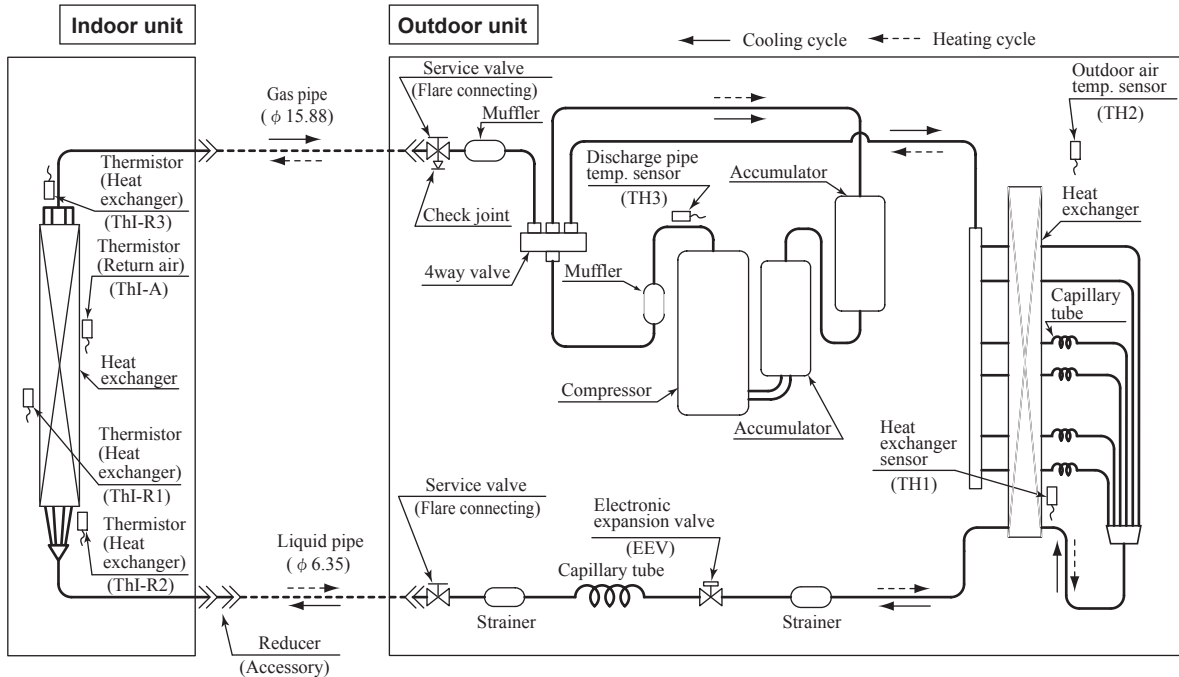 Indoor unit
Outdoor unit
Cooling cycle
Heating cycle
Gas pipe
( ϕ 15.88)
Service valve
(Flare connecting)
Muffler
Check joint
4way valve
Discharge pipe
temp. sensor
(TH3)
Muffler
Accumulator
Compressor
Accumulator
Outdoor air
temp. sensor
(TH2)
Heat
exchanger
Capillary
tube
Heat
exchanger
sensor
(TH1)
Thermistor
(Heat
exchanger)
(ThI-R3)
Thermistor
(Return air)
(ThI-A)
Heat
exchanger
Thermistor
(Heat
exchanger)
(ThI-R1)
Thermistor
(Heat
exchanger)
(ThI-R2)
Liquid pipe
( ϕ 6.35)
Reducer
(Accessory)
Service valve
(Flare connecting)
Strainer
Capillary tube
Electronic
expansion valve
(EEV)
Strainer